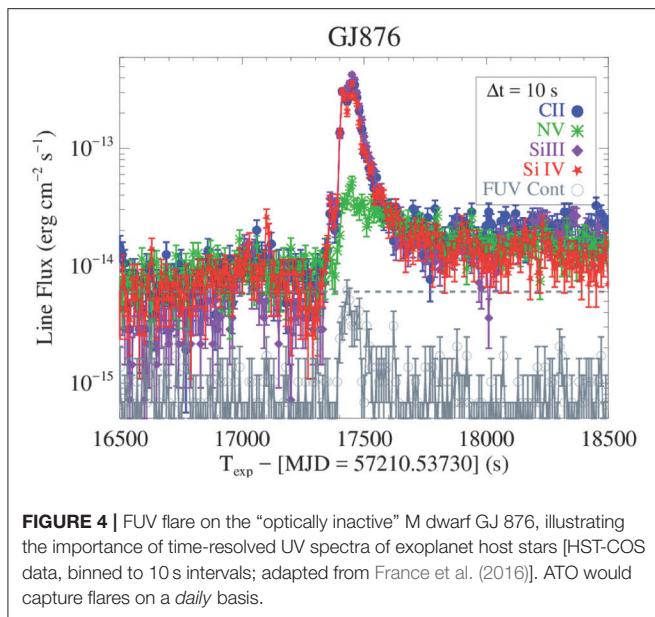 GJ876
Δt = 10 s
CII
NV
SiIII
Si IV
FUV Cont
Line Flux (erg cm⁻² s⁻¹)
10⁻¹³
10⁻¹⁴
10⁻¹⁵
16500 17000 17500 18000 18500
T_exp − [MJD = 57210.53730] (s)
FIGURE 4 | FUV flare on the “optically inactive” M dwarf GJ 876, illustrating
the importance of time-resolved UV spectra of exoplanet host stars [HST-COS
data, binned to 10 s intervals; adapted from France et al. (2016)]. ATO would
capture flares on a daily basis.